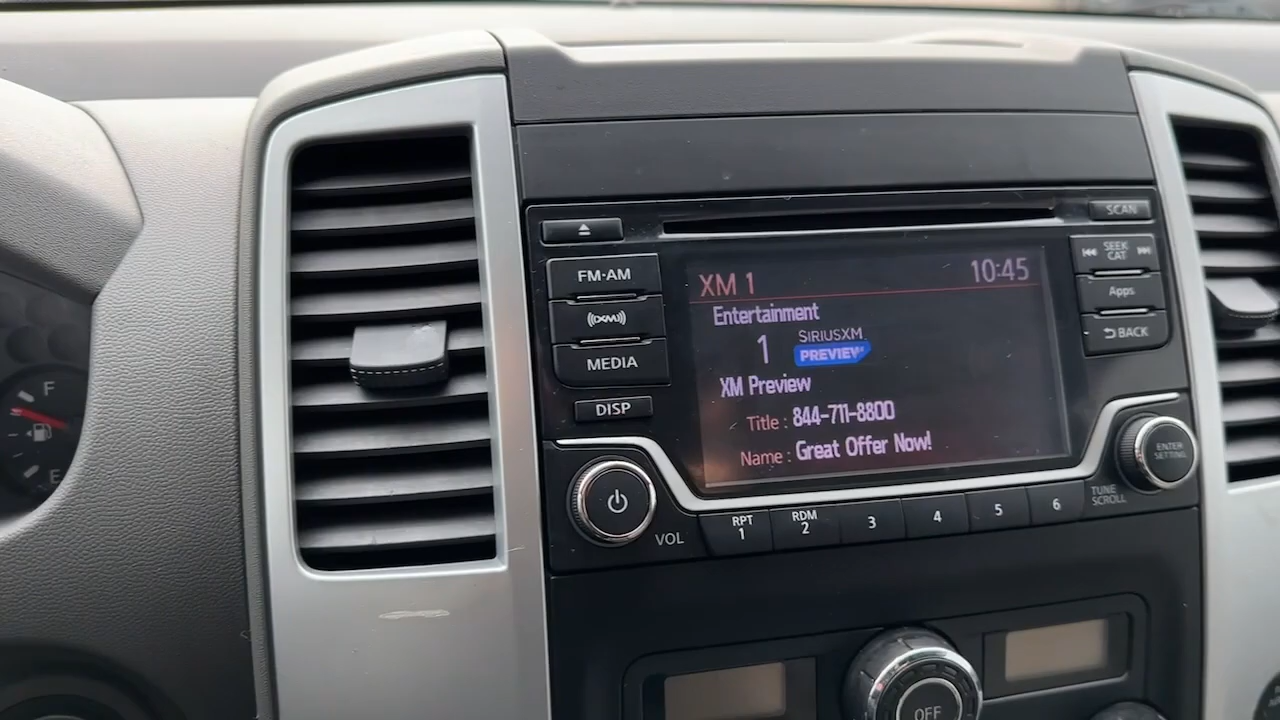 SCAN
FM·AM
XM 1
10:45
SEEK
CAT
Entertainment
(XM)
1
SIRIUSXM
PREVIEW
Apps
BACK
MEDIA
XM Preview
DISP
Title : 844-711-8800
Name : Great Offer Now!
ENTER
SETTING
TUNE
SCROLL
VOL
RPT
1
RDM
2
3
4
5
6
OFF
F
E